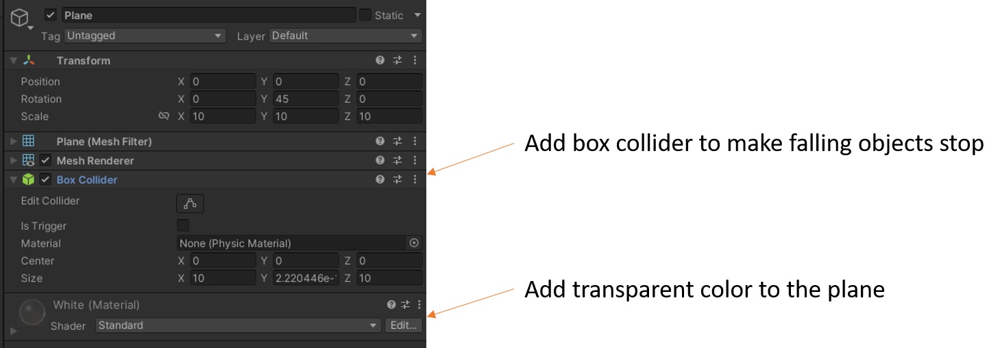 Plane
Static
Tag Untagged Layer Default
Transform
Position X 0 Y 0 Z 0
Rotation X 0 Y 45 Z 0
Scale X 10 Y 10 Z 10
Plane (Mesh Filter)
Add box collider to make falling objects stop
Mesh Renderer
Box Collider
Edit Collider
Is Trigger
Material None (Physic Material)
Center X 0 Y 0 Z 0
Size X 10 Y 2.220446e- Z 10
Add transparent color to the plane
White (Material)
Shader Standard Edit...